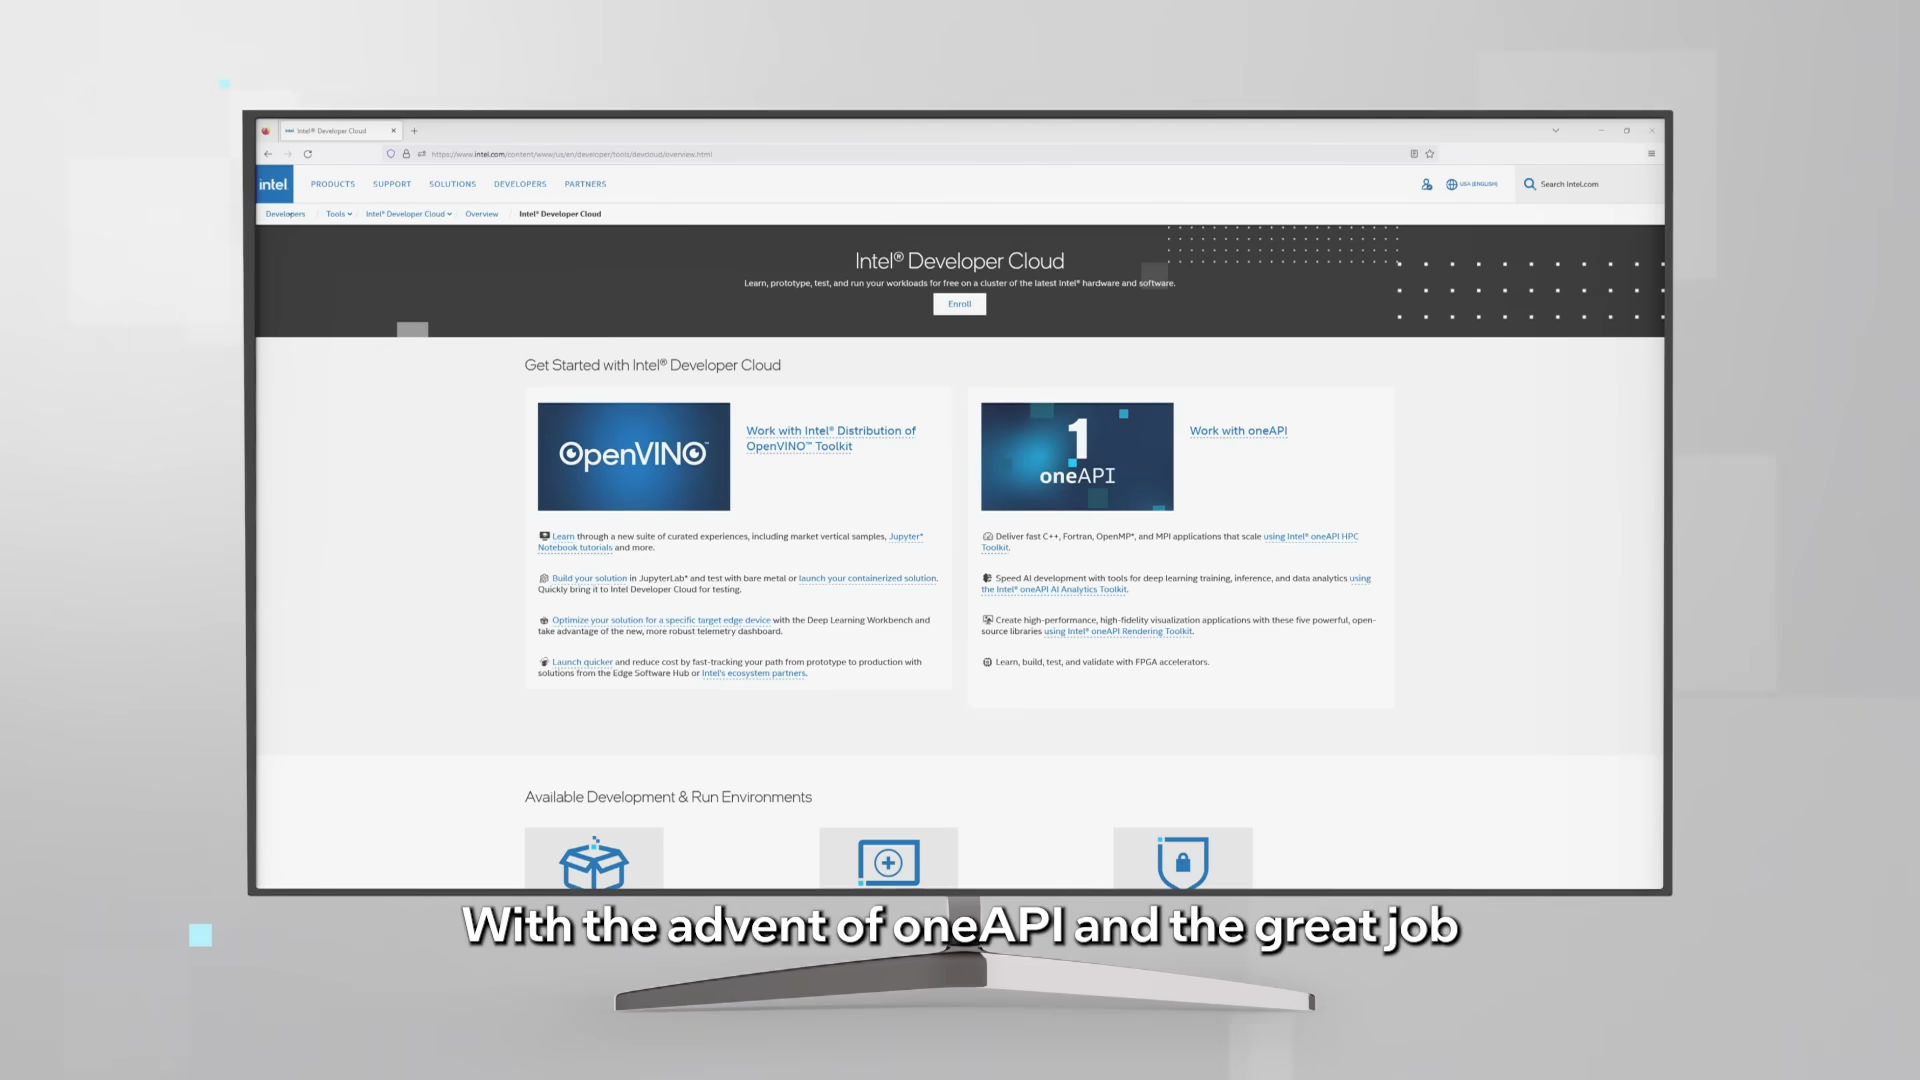 Intel® Developer Cloud
https://www.intel.com/content/www/us/en/developer/tools/devcloud/overview.html
intel
PRODUCTS SUPPORT SOLUTIONS DEVELOPERS PARTNERS
USA (ENGLISH)
Search Intel.com
Developers / Tools / Intel® Developer Cloud / Overview / Intel® Developer Cloud
Intel® Developer Cloud
Learn, prototype, test, and run your workloads for free on a cluster of the latest Intel® hardware and software.
Enroll
Get Started with Intel® Developer Cloud
OpenVINO™
Work with Intel® Distribution of
OpenVINO™ Toolkit
Learn through a new suite of curated experiences, including market vertical samples, Jupyter*
Notebook tutorials and more.
Build your solution in JupyterLab* and test with bare metal or launch your containerized solution.
Quickly bring it to Intel Developer Cloud for testing.
Optimize your solution for a specific target edge device with the Deep Learning Workbench and
take advantage of the new, more robust telemetry dashboard.
Launch quicker and reduce cost by fast-tracking your path from prototype to production with
solutions from the Edge Software Hub or Intel's ecosystem partners.
1
oneAPI
Work with oneAPI
Deliver fast C++, Fortran, OpenMP*, and MPI applications that scale using Intel® oneAPI HPC
Toolkit.
Speed AI development with tools for deep learning training, inference, and data analytics using
the Intel® oneAPI AI Analytics Toolkit.
Create high-performance, high-fidelity visualization applications with these five powerful, open-
source libraries using Intel® oneAPI Rendering Toolkit.
Learn, build, test, and validate with FPGA accelerators.
Available Development & Run Environments
With the advent of oneAPI and the great job